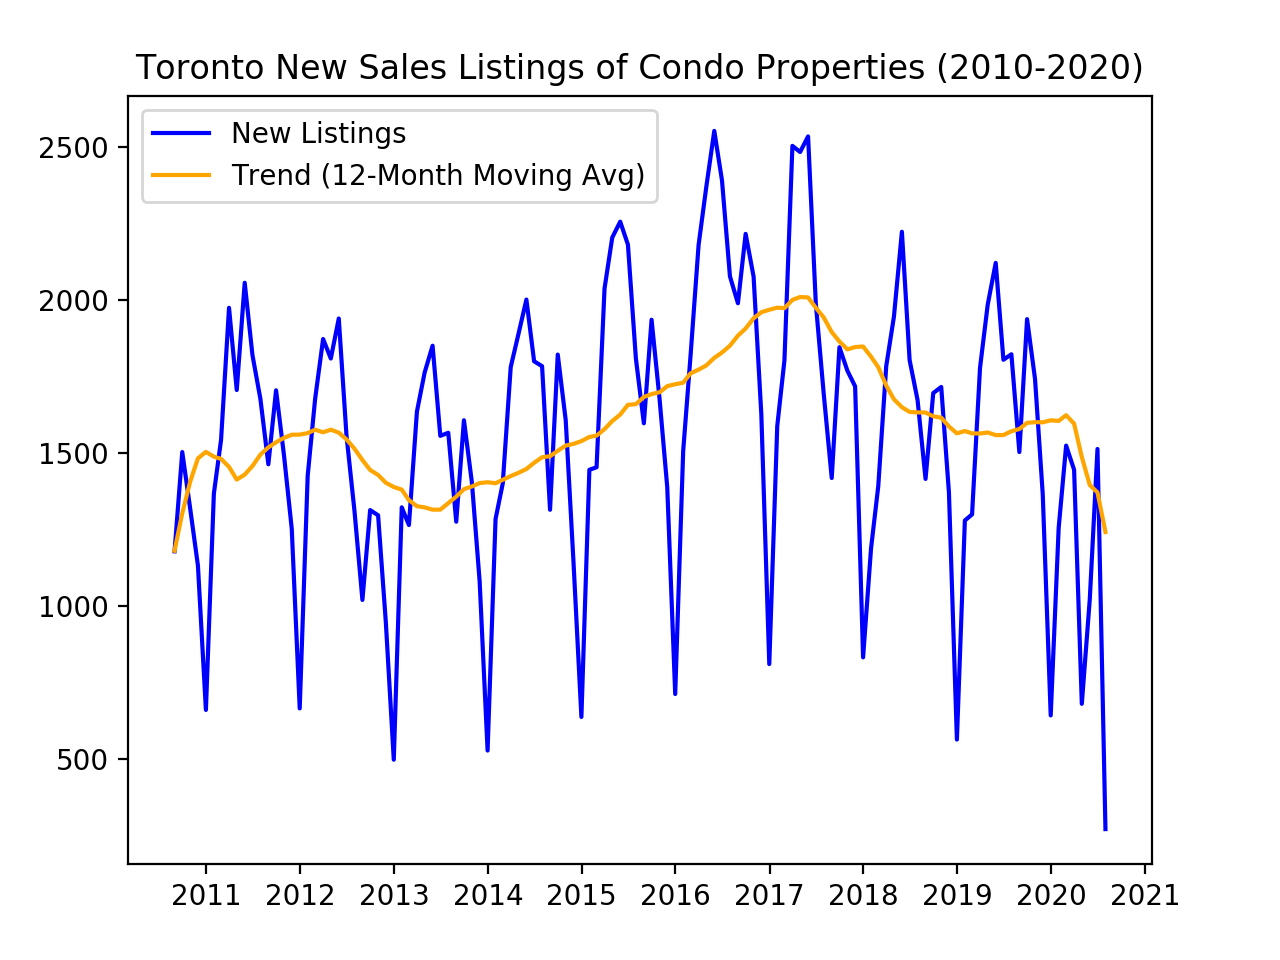 Toronto New Sales Listings of Condo Properties (2010-2020)
New Listings
Trend (12-Month Moving Avg)
2500
2000
1500
1000
500
2011 2012 2013 2014 2015 2016 2017 2018 2019 2020 2021